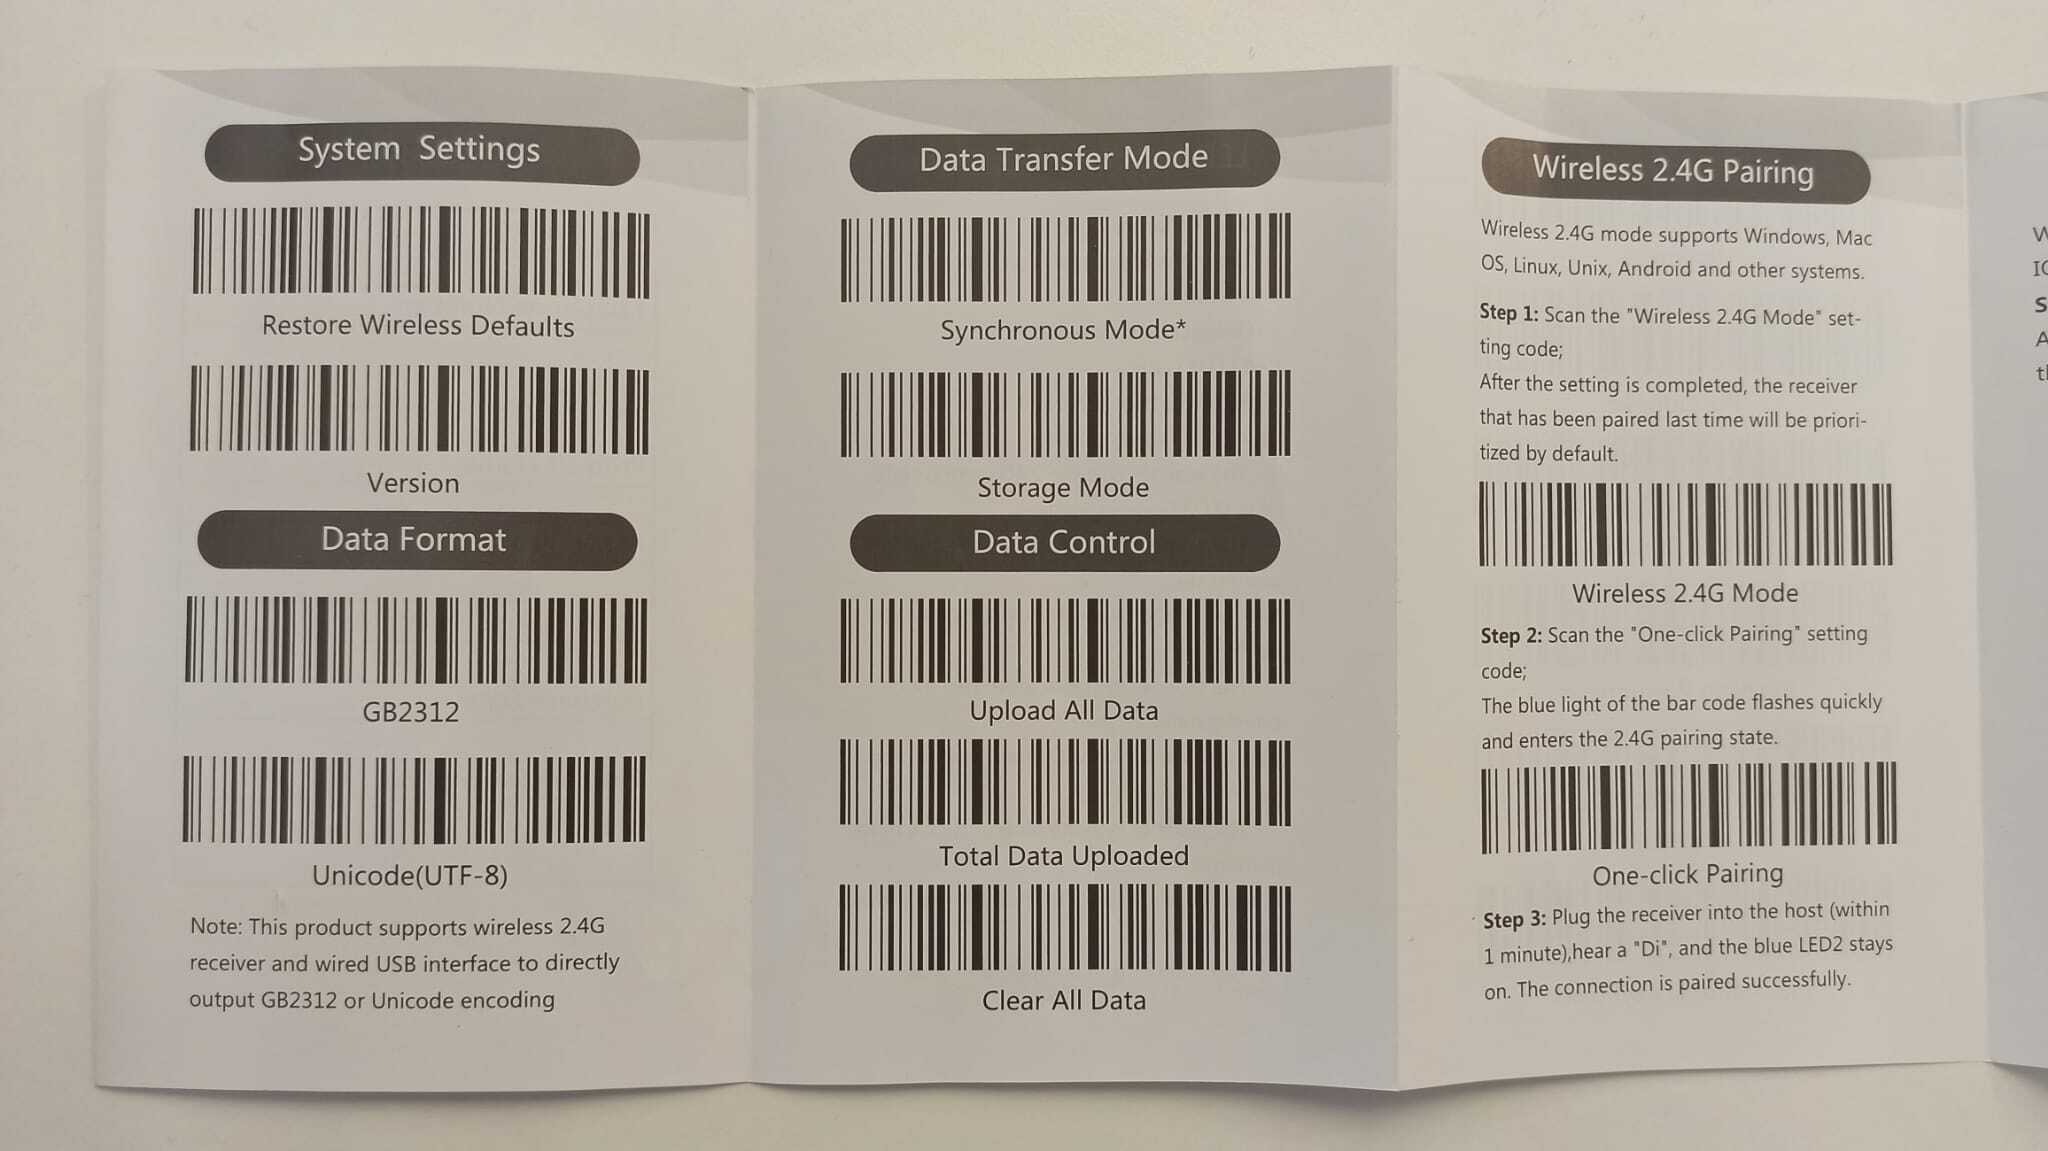 System Settings
Restore Wireless Defaults
Version
Data Format
GB2312
Unicode(UTF-8)
Note: This product supports wireless 2.4G
receiver and wired USB interface to directly
output GB2312 or Unicode encoding
Data Transfer Mode
Synchronous Mode*
Storage Mode
Data Control
Upload All Data
Total Data Uploaded
Clear All Data
Wireless 2.4G Pairing
Wireless 2.4G mode supports Windows, Mac
OS, Linux, Unix, Android and other systems.
Step 1: Scan the "Wireless 2.4G Mode" set-
ting code;
After the setting is completed, the receiver
that has been paired last time will be priori-
tized by default.
Wireless 2.4G Mode
Step 2: Scan the "One-click Pairing" setting
code;
The blue light of the bar code flashes quickly
and enters the 2.4G pairing state.
One-click Pairing
Step 3: Plug the receiver into the host (within
1 minute),hear a "Di", and the blue LED2 stays
on. The connection is paired successfully.